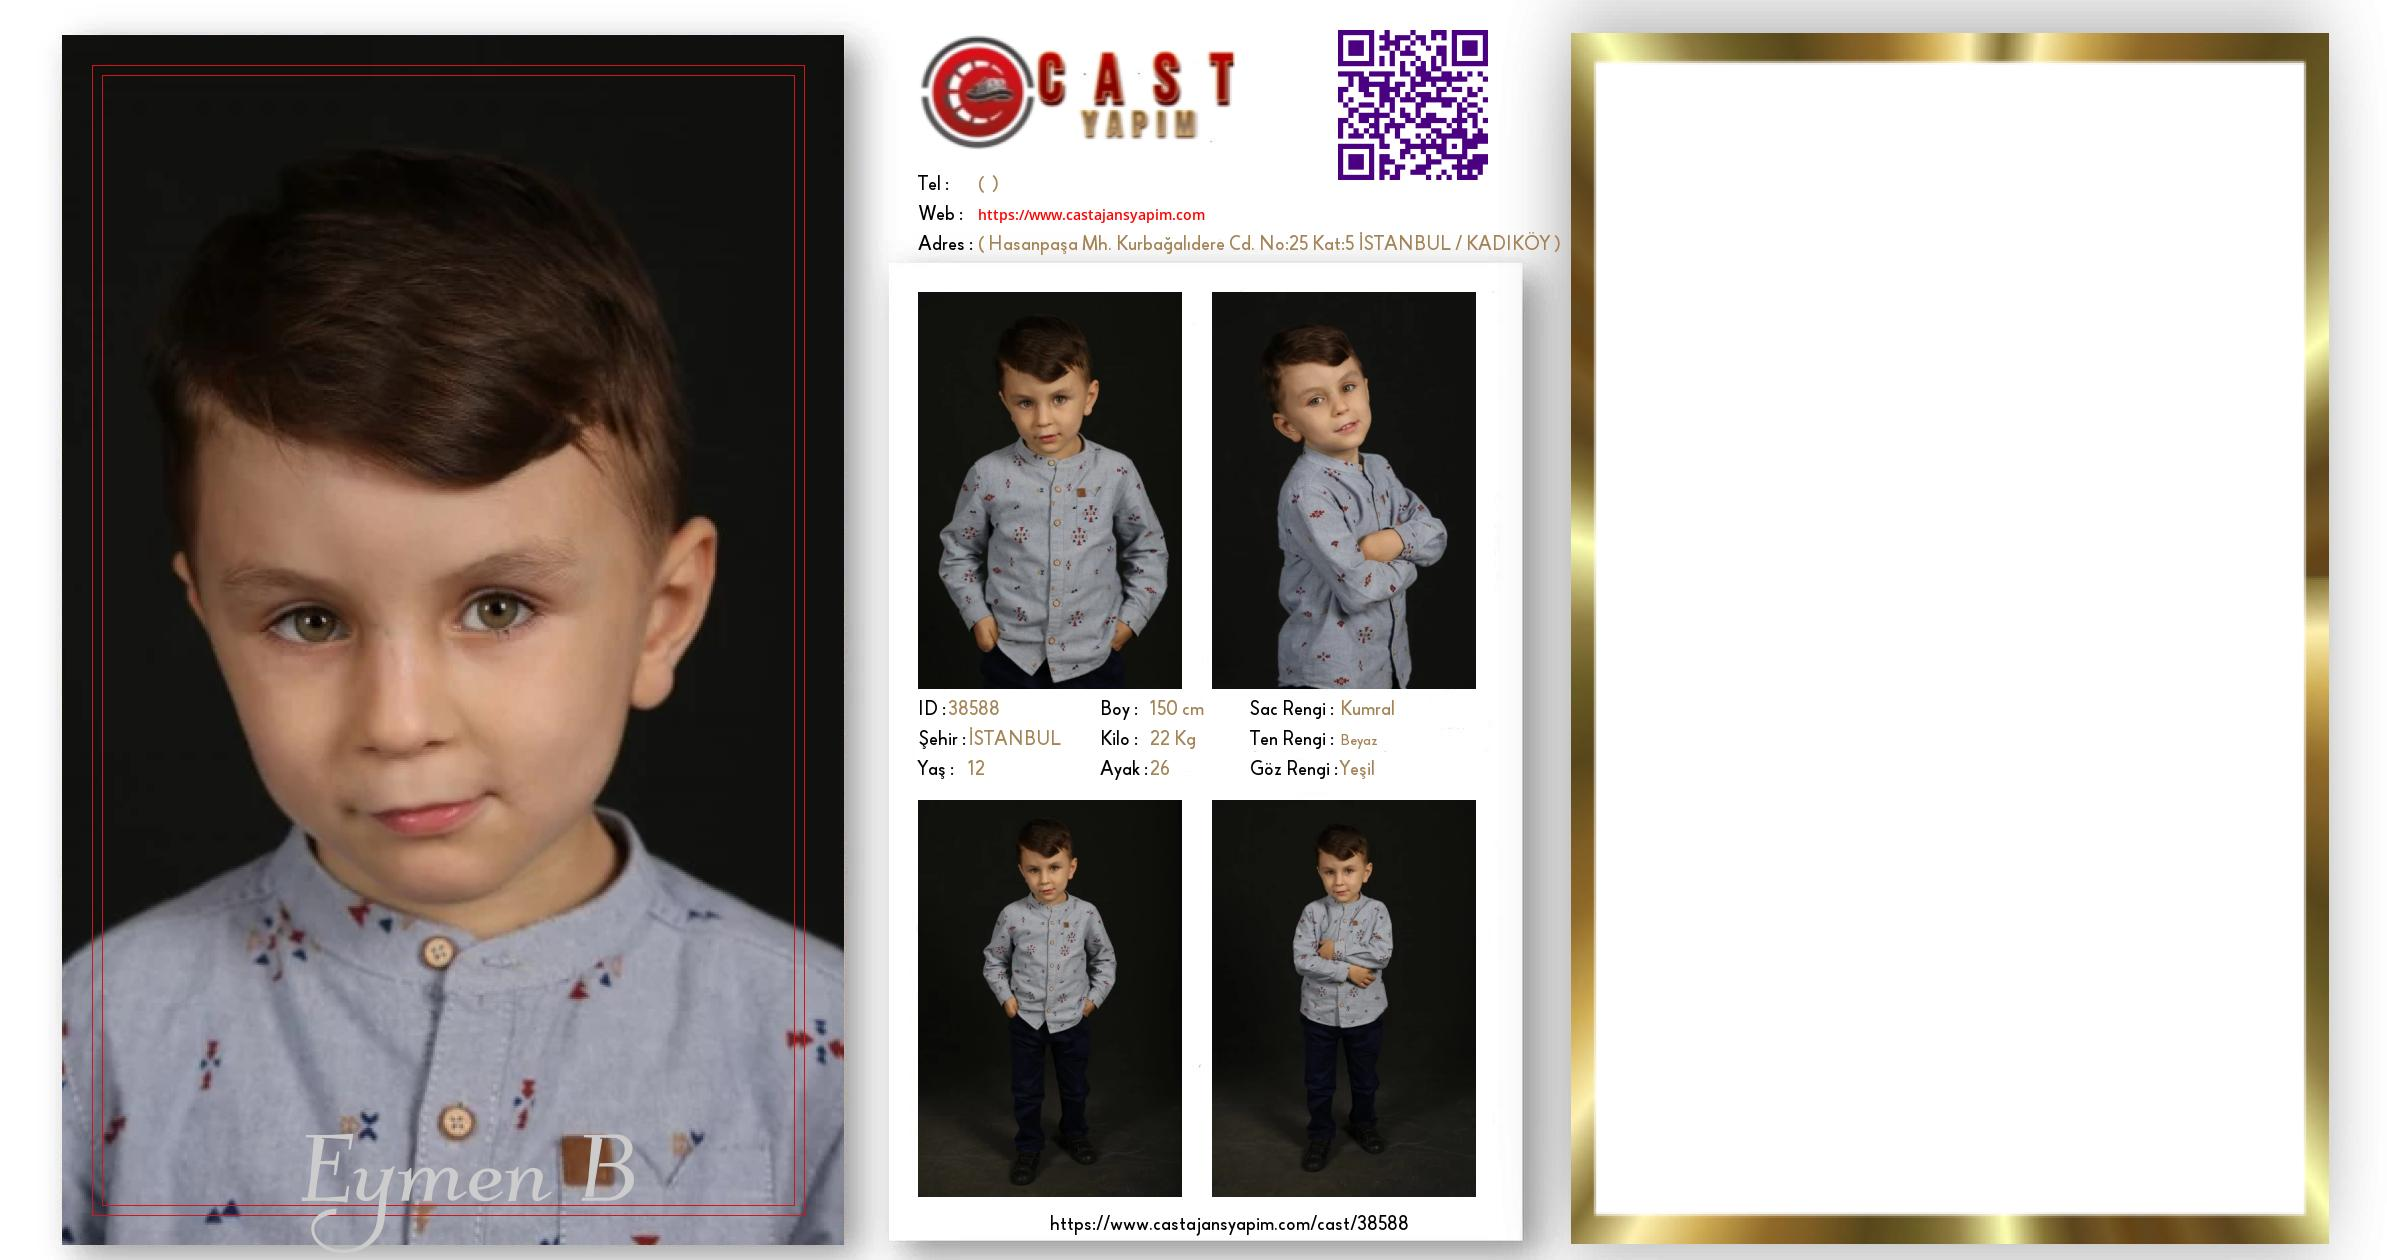 Eymen B
CAST
YAPIM
Tel : ( )
Web : https://www.castajansyapim.com
Adres : ( Hasanpaşa Mh. Kurbağalıdere Cd. No:25 Kat:5 İSTANBUL / KADIKÖY )
ID : 38588 Boy : 150 cm Sac Rengi : Kumral
Şehir : İSTANBUL Kilo : 22 Kg Ten Rengi : Beyaz
Yaş : 12 Ayak : 26 Göz Rengi : Yeşil
https://www.castajansyapim.com/cast/38588